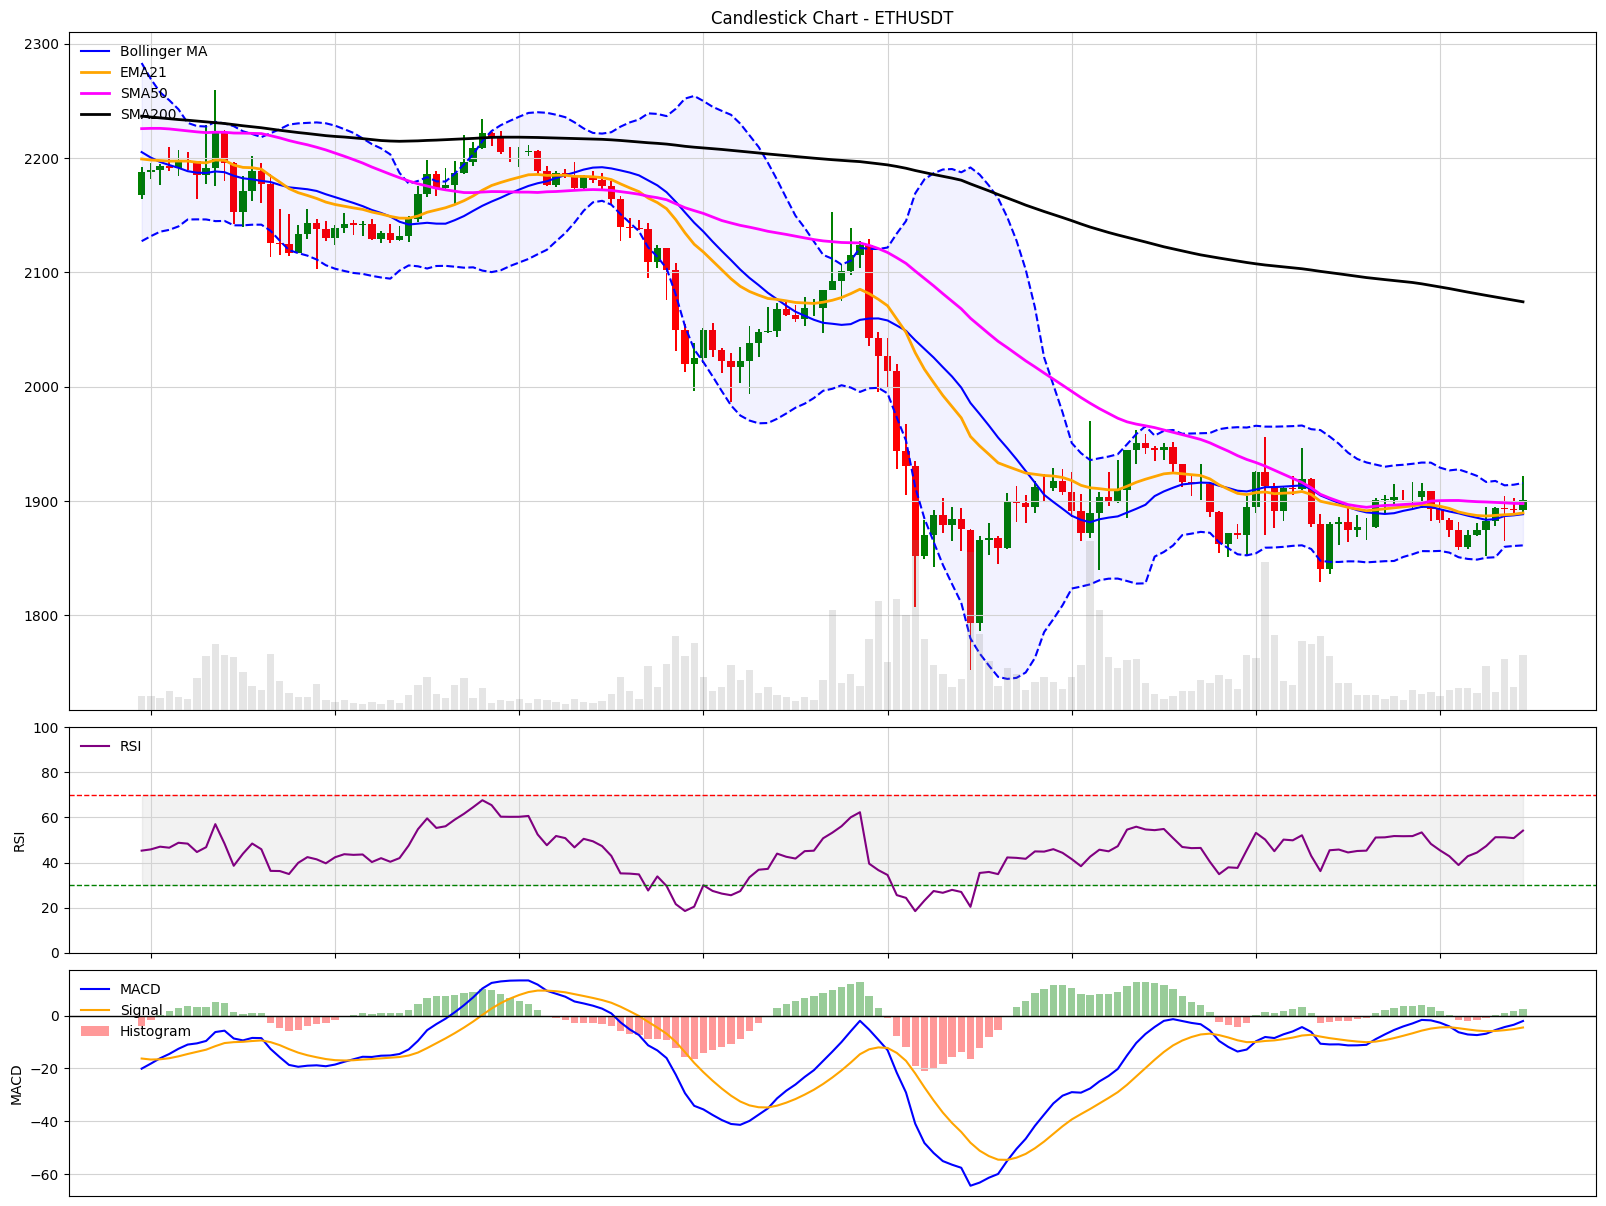 Candlestick Chart - ETHUSDT
Bollinger MA
EMA21
SMA50
SMA200
2300
2200
2100
2000
1900
1800
RSI
100
80
60
40
20
0
RSI
MACD
Signal
Histogram
0
−20
−40
−60
MACD